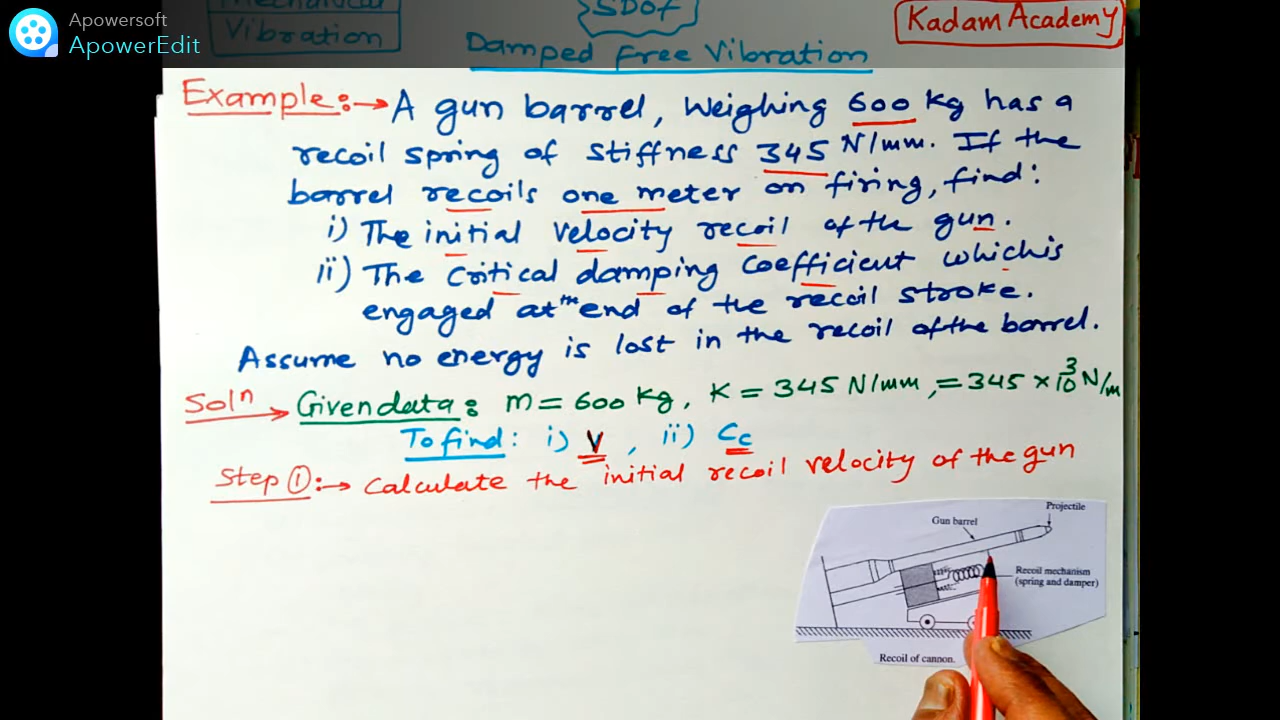 Apowersoft
ApowerEdit
Mechanical
Vibration
SDOF
Damped Free Vibration
Kadam Academy
Example:→ A gun barrel, weighing 600 kg has a
recoil spring of stiffness 345 N/mm. If the
barrel recoils one meter on firing, find:
i) The initial velocity recoil of the gun.
ii) The critical damping coefficient which is
engaged at the end of the recoil stroke.
Assume no energy is lost in the recoil of the barrel.
Solⁿ → Given data: m = 600 kg, K = 345 N/mm, = 345 × 10³ N/m
To find: i) V, ii) Cc
Step ①:→ calculate the initial recoil velocity of the gun
Projectile
Gun barrel
Recoil mechanism
(spring and damper)
Recoil of cannon.